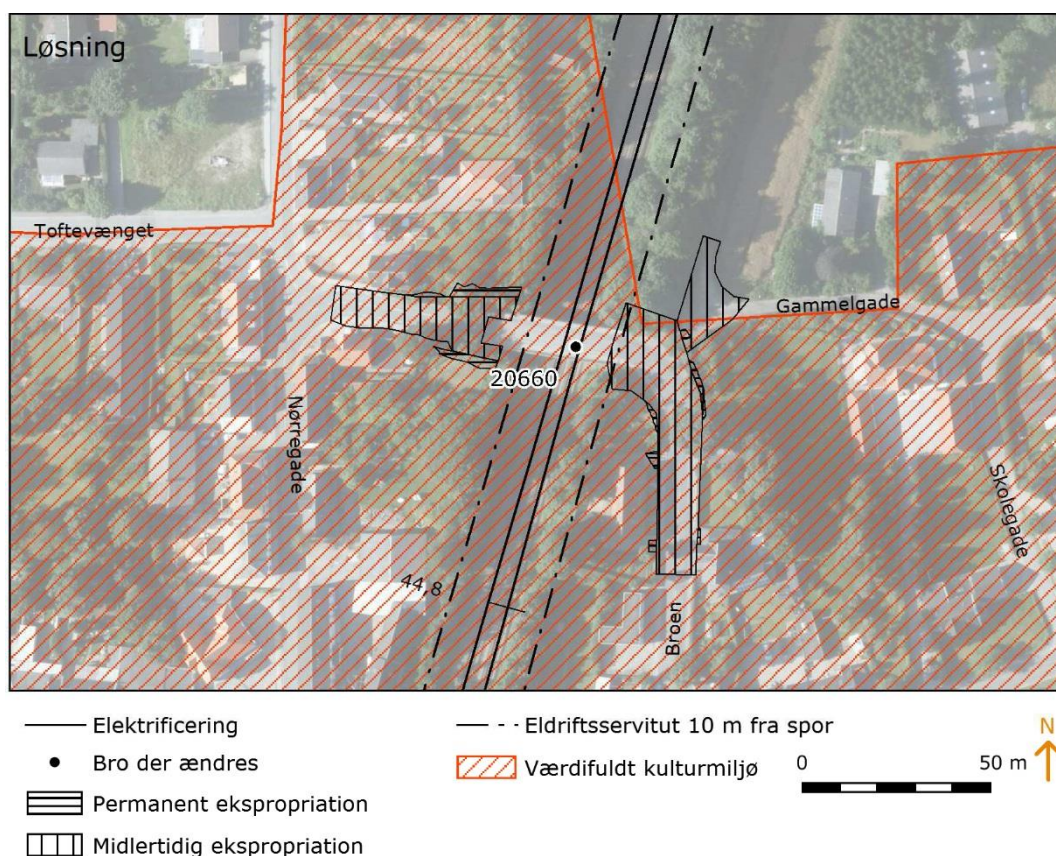 Løsning
Toftevænget
Gammelgade
20660
Nørregade
Skolegade
44,8
Broen
Elektrificering
Bro der ændres
Permanent ekspropriation
Midlertidig ekspropriation
Eldriftsservitut 10 m fra spor
Værdifuldt kulturmiljø
0 50 m
N